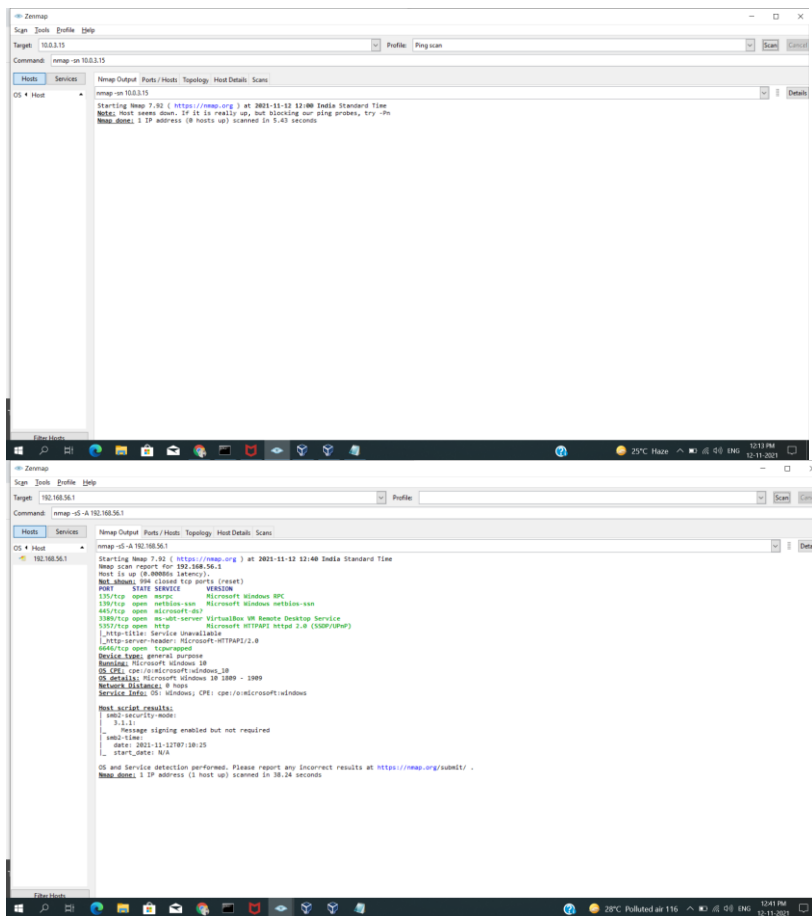 Zenmap
Scan Tools Profile Help
Target: 10.0.3.15 Profile: Ping scan Scan Cancel
Command: nmap -sn 10.0.3.15
Hosts Services Nmap Output Ports / Hosts Topology Host Details Scans
OS Host nmap -sn 10.0.3.15 Details
Starting Nmap 7.92 ( https://nmap.org ) at 2021-11-12 12:00 India Standard Time
Note: Host seems down. If it is really up, but blocking our ping probes, try -Pn
Nmap done: 1 IP address (0 hosts up) scanned in 5.43 seconds
Filter Hosts
25°C Haze ENG 12:13 PM
12-11-2021
Zenmap
Scan Tools Profile Help
Target: 192.168.56.1 Profile: Scan Canc
Command: nmap -sS -A 192.168.56.1
Hosts Services Nmap Output Ports / Hosts Topology Host Details Scans
OS Host nmap -sS -A 192.168.56.1 Deta
192.168.56.1
Starting Nmap 7.92 ( https://nmap.org ) at 2021-11-12 12:40 India Standard Time
Nmap scan report for 192.168.56.1
Host is up (0.00086s latency).
Not shown: 994 closed tcp ports (reset)
PORT STATE SERVICE VERSION
135/tcp open msrpc Microsoft Windows RPC
139/tcp open netbios-ssn Microsoft Windows netbios-ssn
445/tcp open microsoft-ds?
3389/tcp open ms-wbt-server VirtualBox VM Remote Desktop Service
5357/tcp open http Microsoft HTTPAPI httpd 2.0 (SSDP/UPnP)
|_http-title: Service Unavailable
|_http-server-header: Microsoft-HTTPAPI/2.0
6646/tcp open tcpwrapped
Device type: general purpose
Running: Microsoft Windows 10
OS CPE: cpe:/o:microsoft:windows_10
OS details: Microsoft Windows 10 1809 - 1909
Network Distance: 0 hops
Service Info: OS: Windows; CPE: cpe:/o:microsoft:windows
Host script results:
| smb2-security-mode:
| 3.1.1:
|_ Message signing enabled but not required
| smb2-time:
| date: 2021-11-12T07:10:25
|_ start_date: N/A
OS and Service detection performed. Please report any incorrect results at https://nmap.org/submit/ .
Nmap done: 1 IP address (1 host up) scanned in 38.24 seconds
Filter Hosts
28°C Polluted air 116 ENG 12:41 PM
12-11-2021